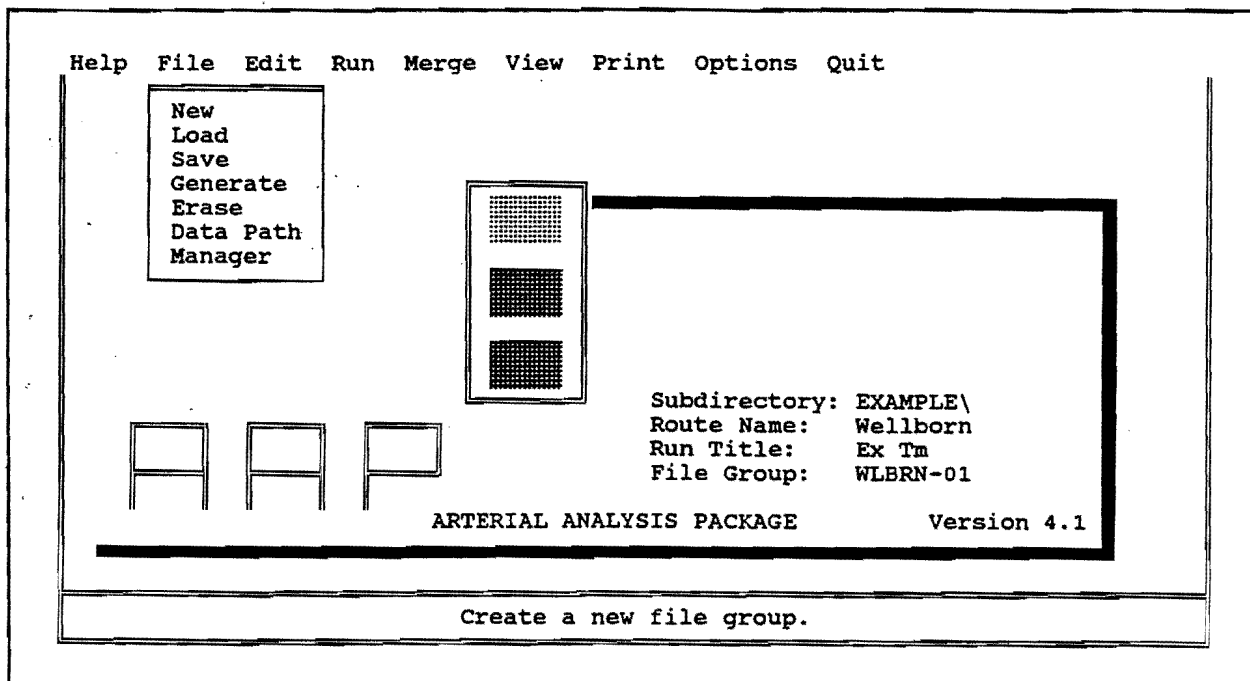 Help File Edit Run Merge View Print Options Quit
New
Load
Save
Generate
Erase
Data Path
Manager
Subdirectory: EXAMPLE\
Route Name: Wellborn
Run Title: Ex Tm
File Group: WLBRN-01
AAP
ARTERIAL ANALYSIS PACKAGE Version 4.1
Create a new file group.